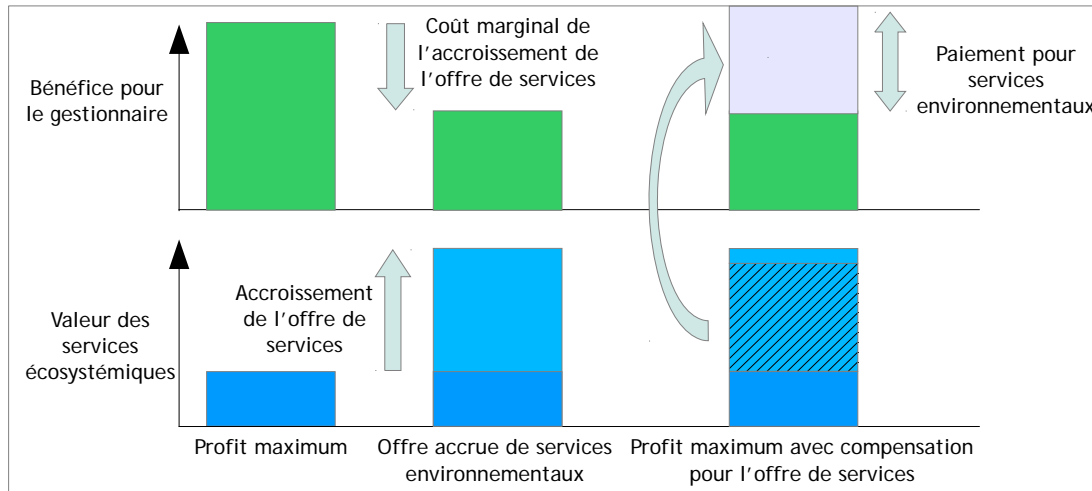 Bénéfice pour
le gestionnaire
Coût marginal de
l'accroissement de
l'offre de services
Paiement pour
services
environnementaux
Valeur des
services
écosystémiques
Accroissement
de l'offre de
services
Profit maximum
Offre accrue de services
environnementaux
Profit maximum avec compensation
pour l'offre de services